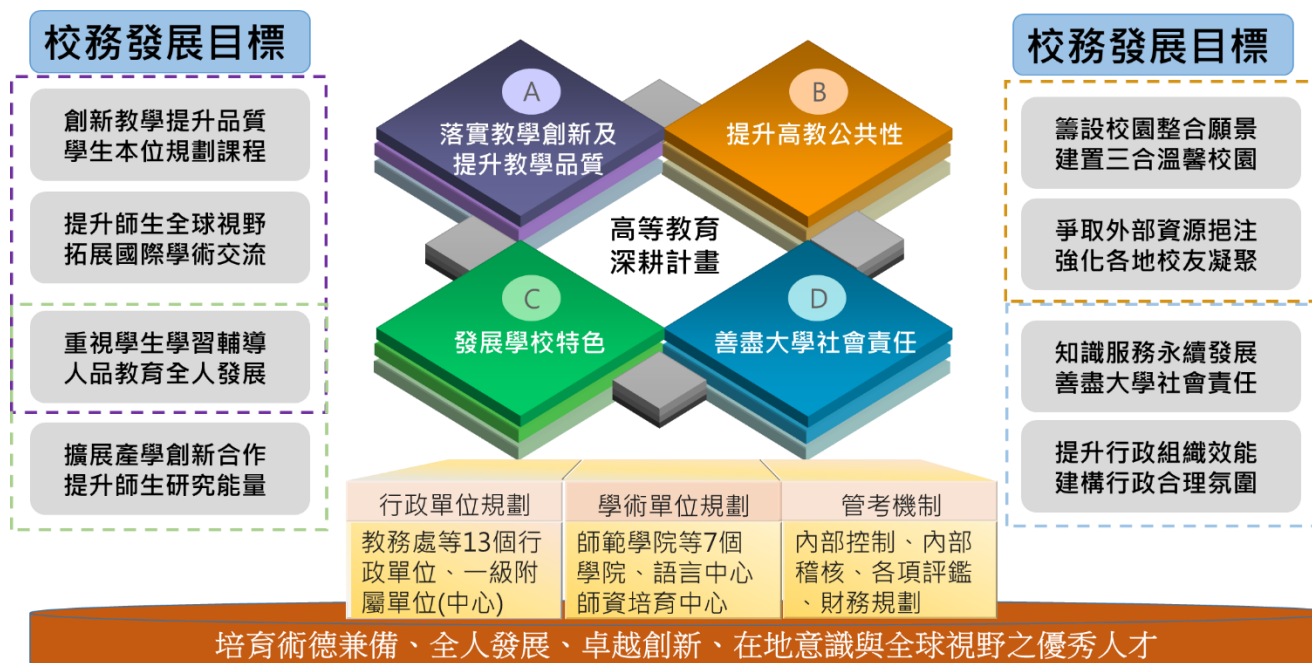 校務發展目標
創新教學提升品質
學生本位規劃課程
提升師生全球視野
拓展國際學術交流
重視學生學習輔導
人品教育全人發展
擴展產學創新合作
提升師生研究能量
A
落實教學創新及
提升教學品質
B
提升高教公共性
高等教育
深耕計畫
C
發展學校特色
D
善盡大學社會責任
校務發展目標
籌設校園整合願景
建置三合溫馨校園
爭取外部資源挹注
強化各地校友凝聚
知識服務永續發展
善盡大學社會責任
提升行政組織效能
建構行政合理氛圍
行政單位規劃
教務處等13個行
政單位、一級附
屬單位(中心)
學術單位規劃
師範學院等7個
學院、語言中心
師資培育中心
管考機制
內部控制、內部
稽核、各項評鑑
、財務規劃
培育術德兼備、全人發展、卓越創新、在地意識與全球視野之優秀人才